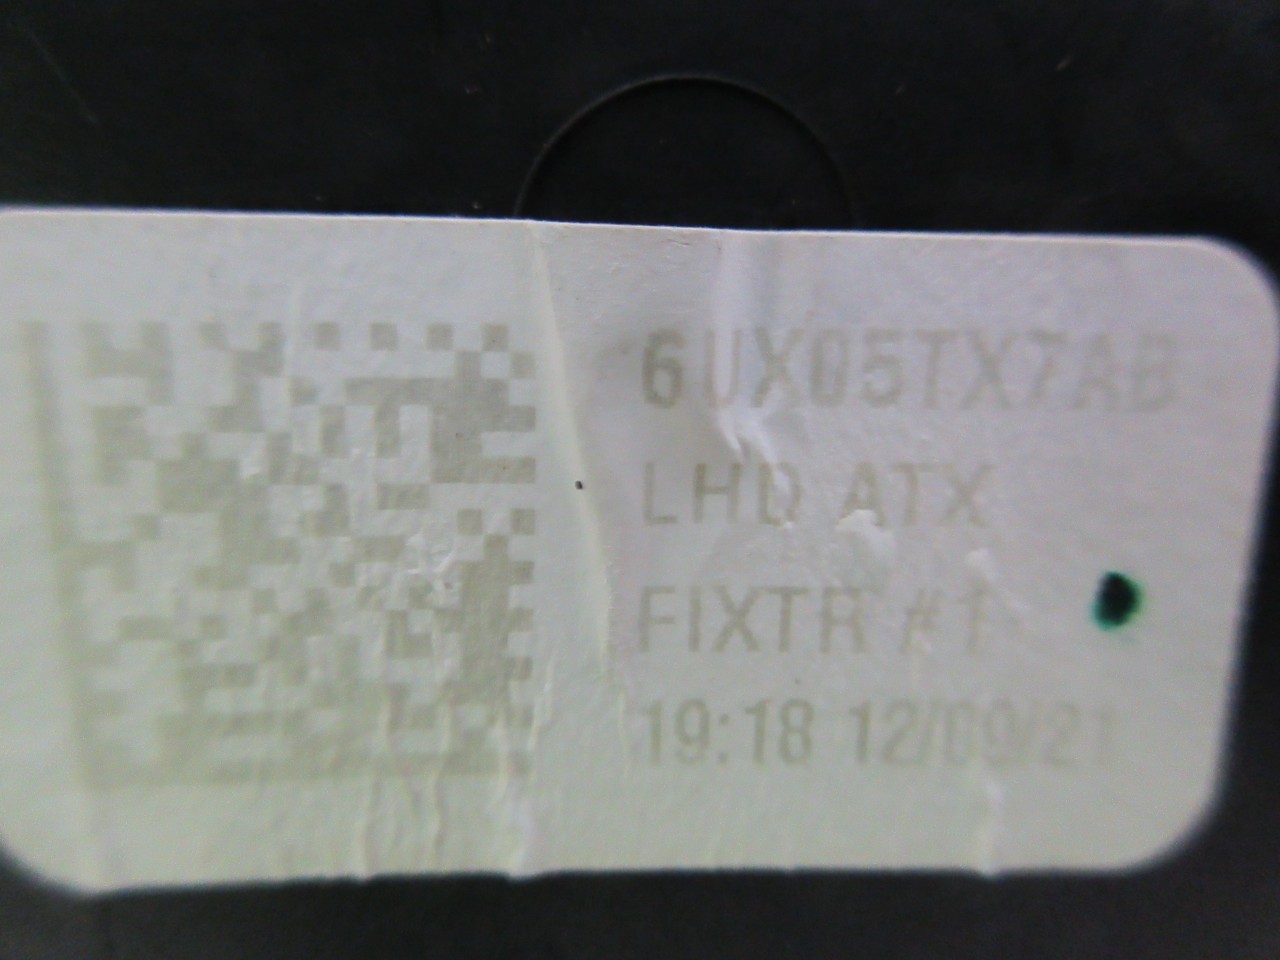 6UX05TX7AB
LHD ATX
FIXTR #1
19:18 12/09/21